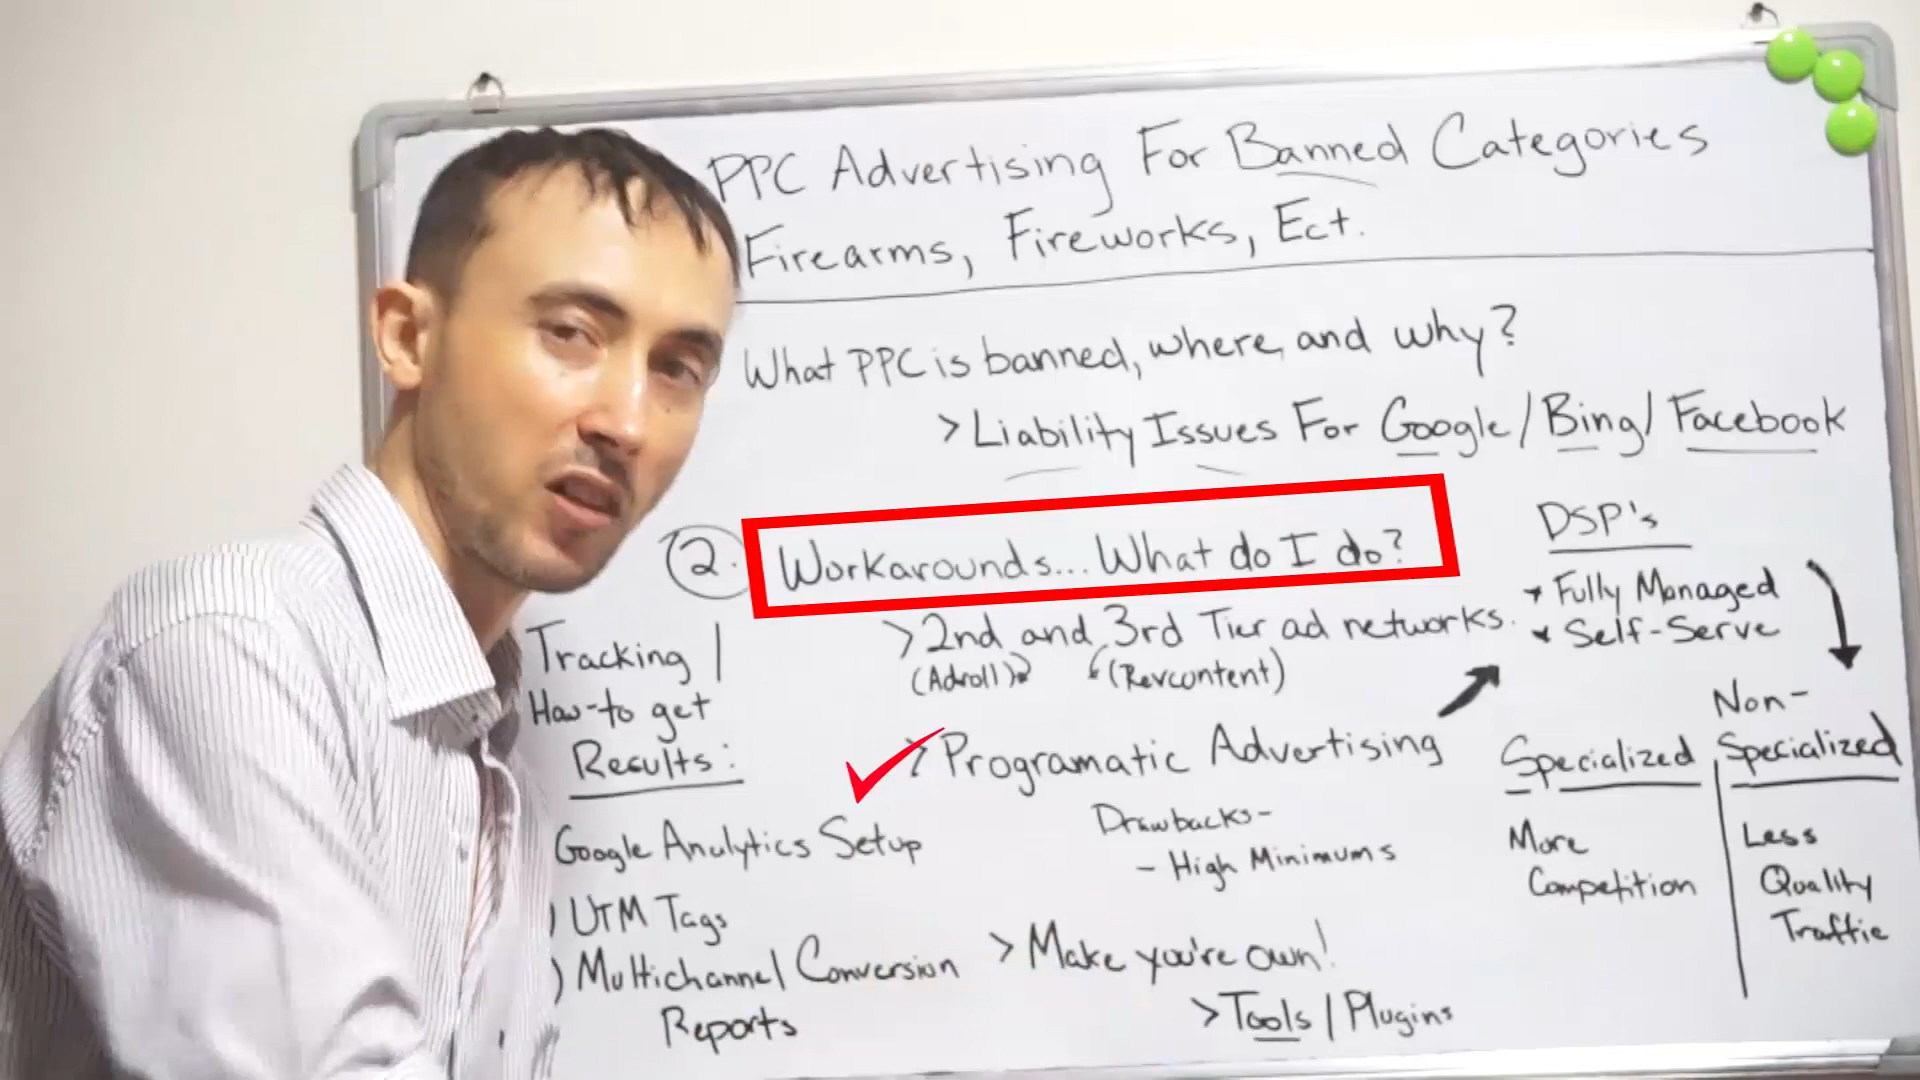 PPC Advertising For Banned Categories
Firearms, Fireworks, Ect.
What PPC is banned, where, and why?
> Liability Issues For Google/Bing/Facebook
2. Workarounds... What do I do?
> 2nd and 3rd Tier ad networks.
(Adroll) (Revcontent)
> Programatic Advertising
Drawbacks-
- High Minimums
> Make you're own!
> Tools / Plugins
DSP's
Fully Managed
Self-Serve
Specialized
More
Competition
Non-
Specialized
Less
Quality
Traffic
Tracking /
How-to get
Results:
Google Analytics Setup
) UTM Tags
) Multichannel Conversion
Reports